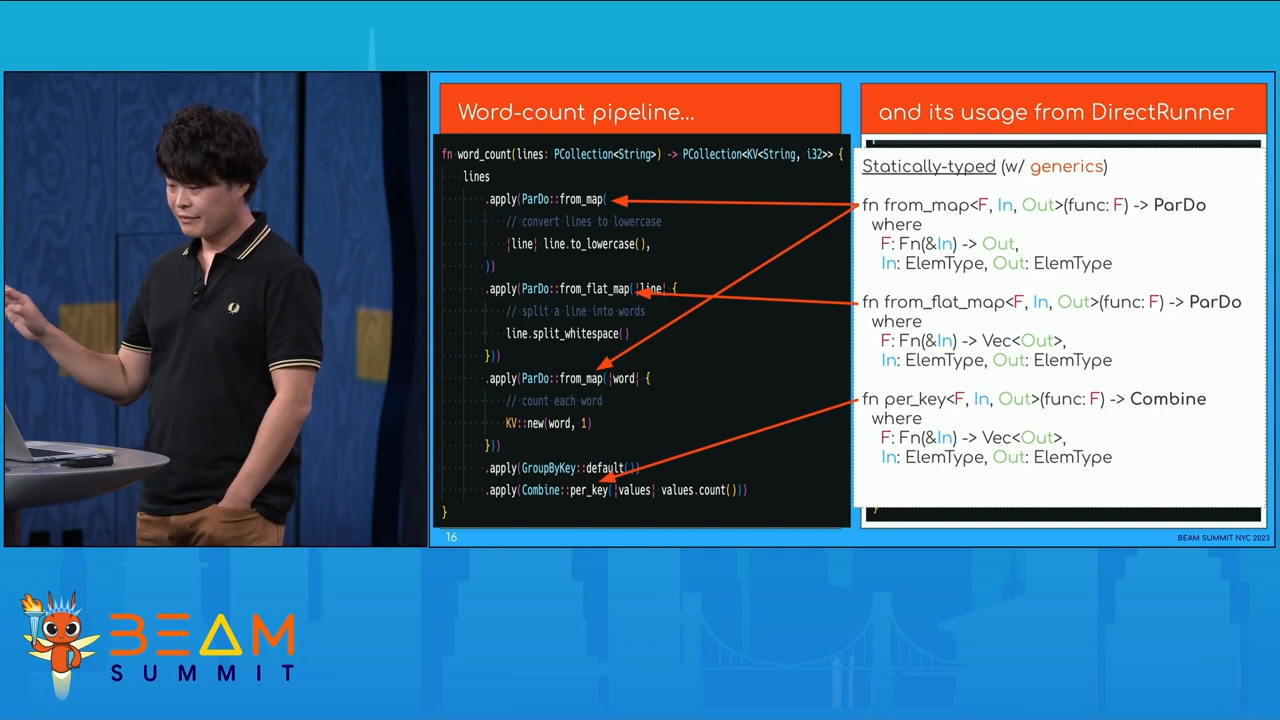 Word-count pipeline...
fn word_count(lines: PCollection<String>) -> PCollection<KV<String, i32>> {
lines
.apply(ParDo::from_map(
// convert lines to lowercase
|line| line.to_lowercase(),
))
.apply(ParDo::from_flat_map(|line| {
// split a line into words
line.split_whitespace()
}))
.apply(ParDo::from_map(|word| {
// count each word
KV::new(word, 1)
}))
.apply(GroupByKey::default())
.apply(Combine::per_key(|values| values.count()))
}
16
and its usage from DirectRunner
Statically-typed (w/ generics)
fn from_map<F, In, Out>(func: F) -> ParDo
where
F: Fn(&In) -> Out,
In: ElemType, Out: ElemType
fn from_flat_map<F, In, Out>(func: F) -> ParDo
where
F: Fn(&In) -> Vec<Out>,
In: ElemType, Out: ElemType
fn per_key<F, In, Out>(func: F) -> Combine
where
F: Fn(&In) -> Vec<Out>,
In: ElemType, Out: ElemType
}
BEAM SUMMIT NYC 2023
BEAM
SUMMIT